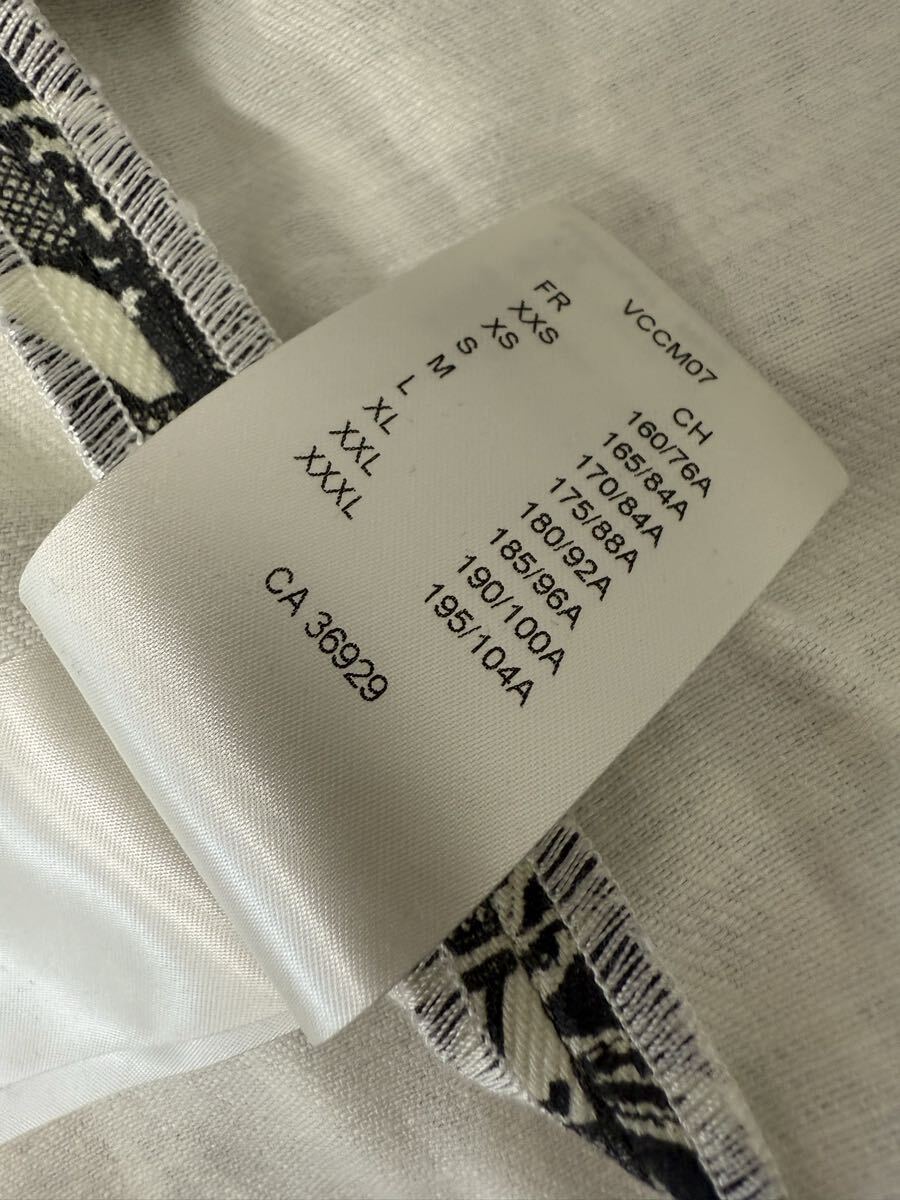 VCCM07
FR CH
XXS 160/76A
XS 165/84A
S 170/84A
M 175/88A
L 180/92A
XL 185/96A
XXL 190/100A
XXXL 195/104A
CA 36929